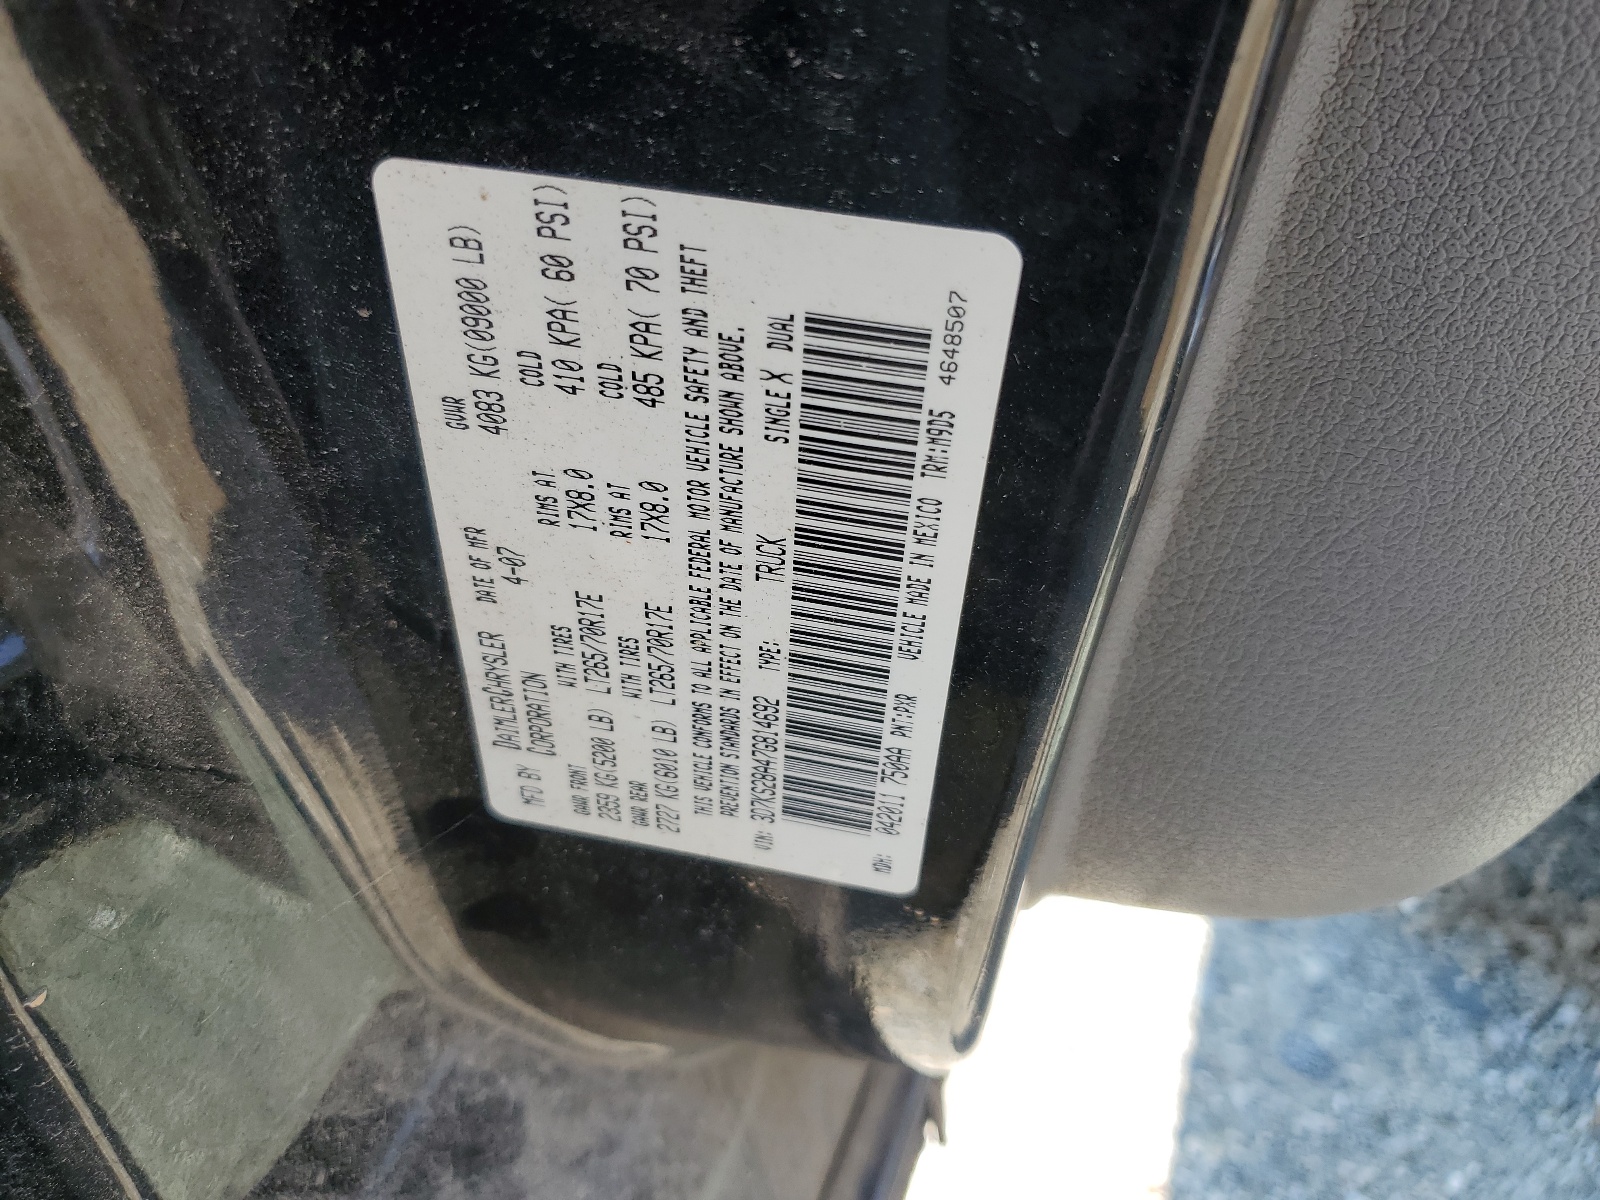 MFD BY DAIMLERCHRYSLER DATE OF MFR GVWR
CORPORATION 4-07 4083 KG(09000 LB)
GAWR FRONT WITH TIRES RIMS AT COLD
2359 KG(5200 LB) LT265/70R17E 17X8.0 410 KPA( 60 PSI)
GAWR REAR WITH TIRES RIMS AT COLD
2727 KG(6010 LB) LT265/70R17E 17X8.0 485 KPA( 70 PSI)
THIS VEHICLE CONFORMS TO ALL APPLICABLE FEDERAL MOTOR VEHICLE SAFETY AND THEFT
PREVENTION STANDARDS IN EFFECT ON THE DATE OF MANUFACTURE SHOWN ABOVE.
VIN: 3D7KS28A47G814692 TYPE: TRUCK SINGLE X DUAL
MDH: 042011 750AA PNT:PXR VEHICLE MADE IN MEXICO TRM:M9D5 4648507